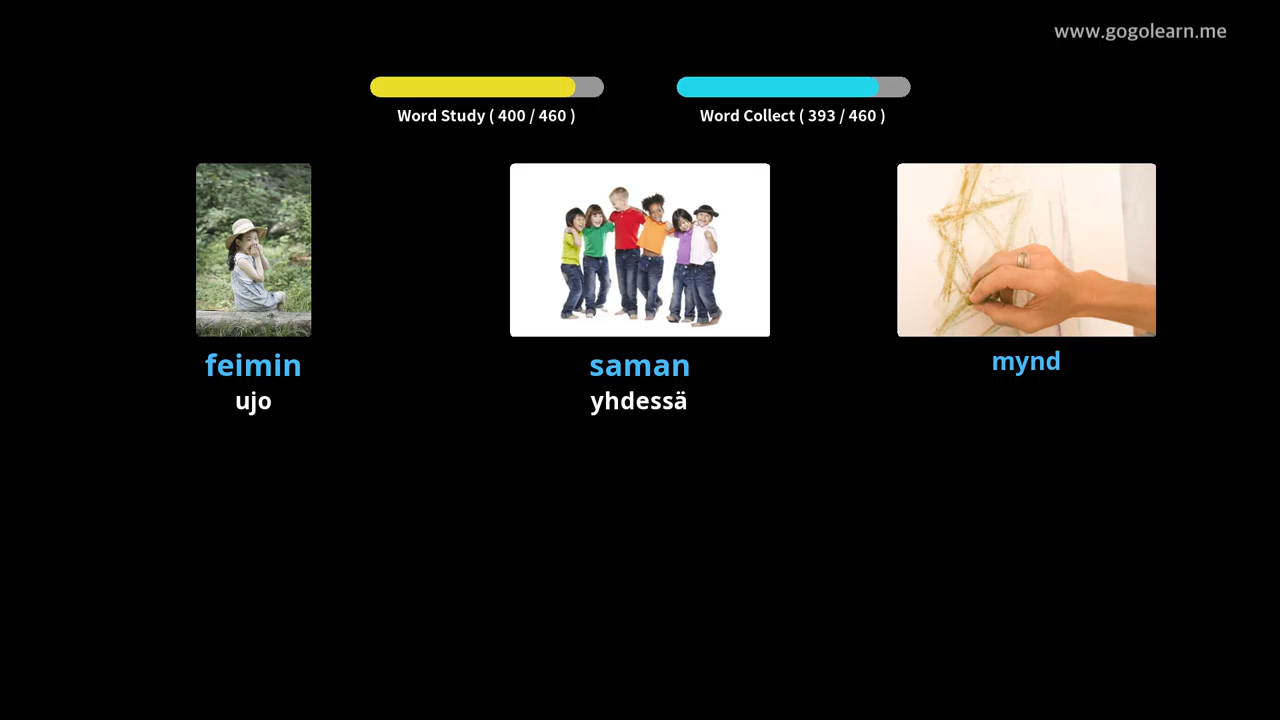 www.gogolearn.me
Word Study ( 400 / 460 )
Word Collect ( 393 / 460 )
feimin
ujo
saman
yhdessä
mynd